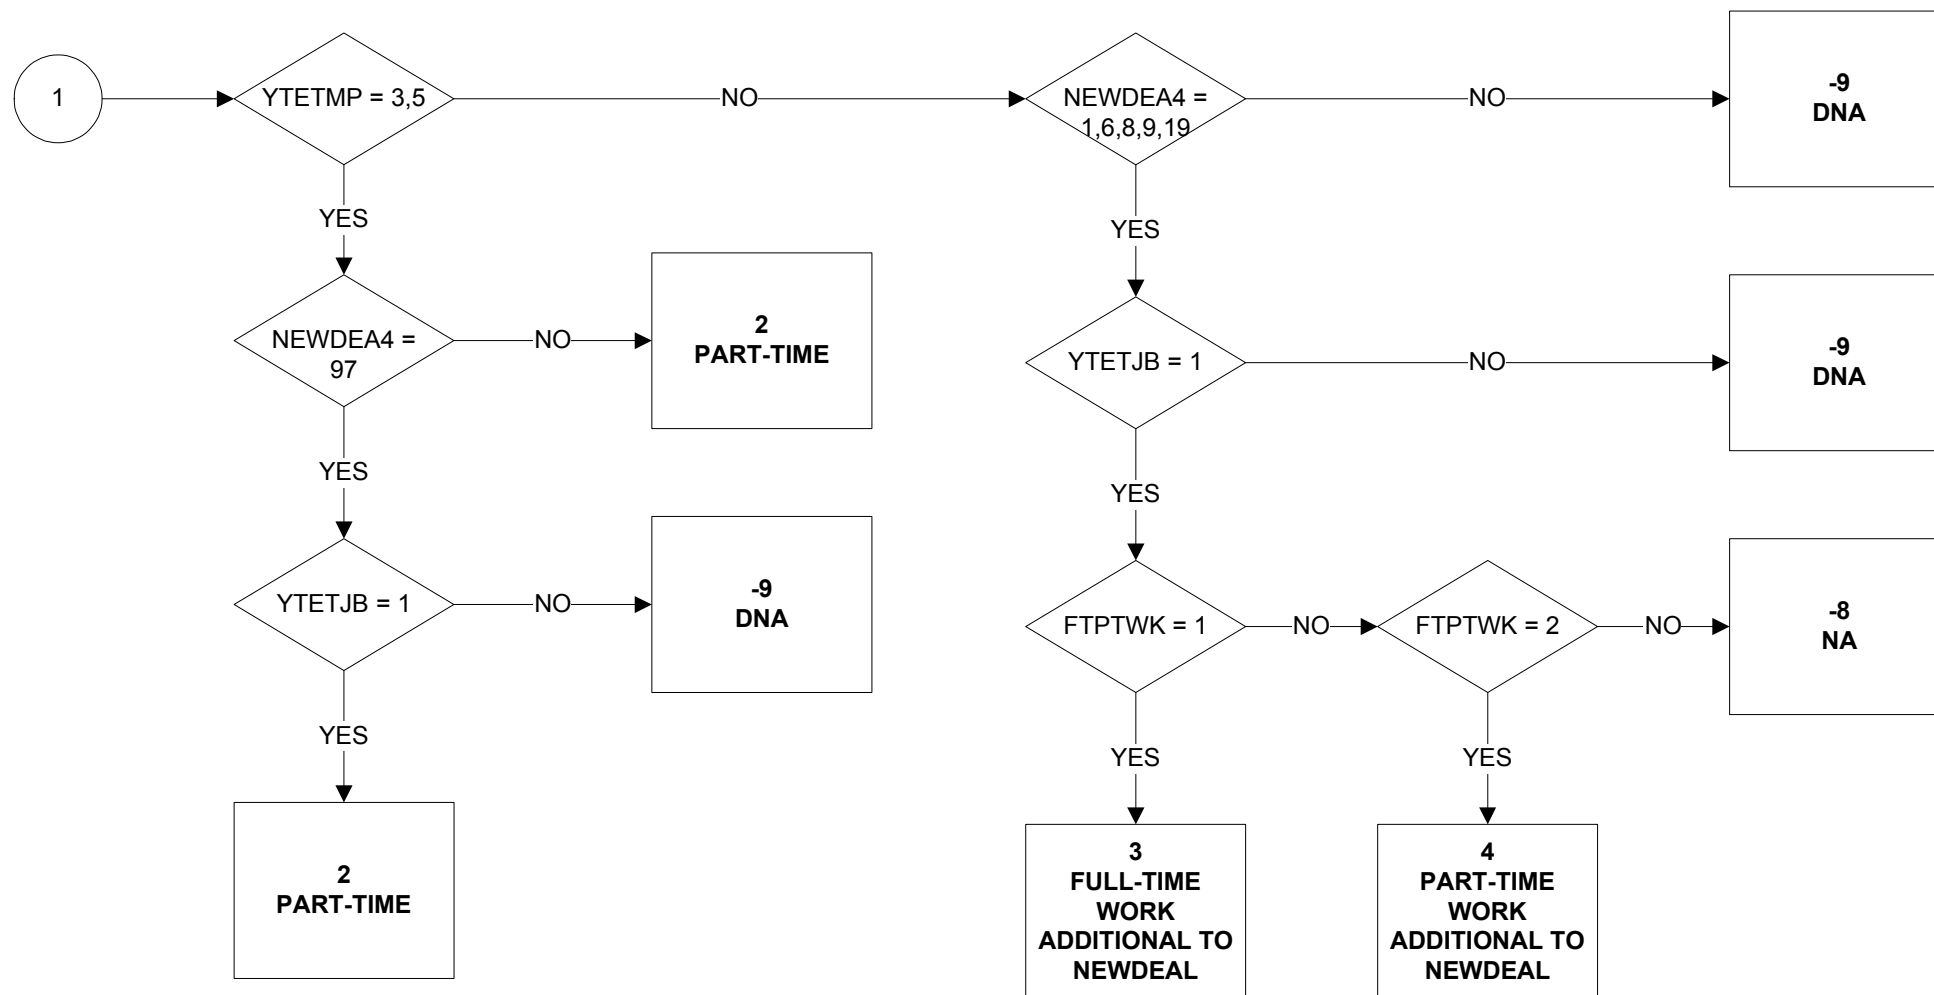 1
YTETMP = 3,5
NO
NEWDEA4 =
1,6,8,9,19
NO
-9
DNA
YES
YES
NEWDEA4 =
97
NO
2
PART-TIME
YTETJB = 1
NO
-9
DNA
YES
YES
YTETJB = 1
NO
-9
DNA
FTPTWK = 1
NO
FTPTWK = 2
NO
-8
NA
YES
YES
YES
2
PART-TIME
3
FULL-TIME
WORK
ADDITIONAL TO
NEWDEAL
4
PART-TIME
WORK
ADDITIONAL TO
NEWDEAL